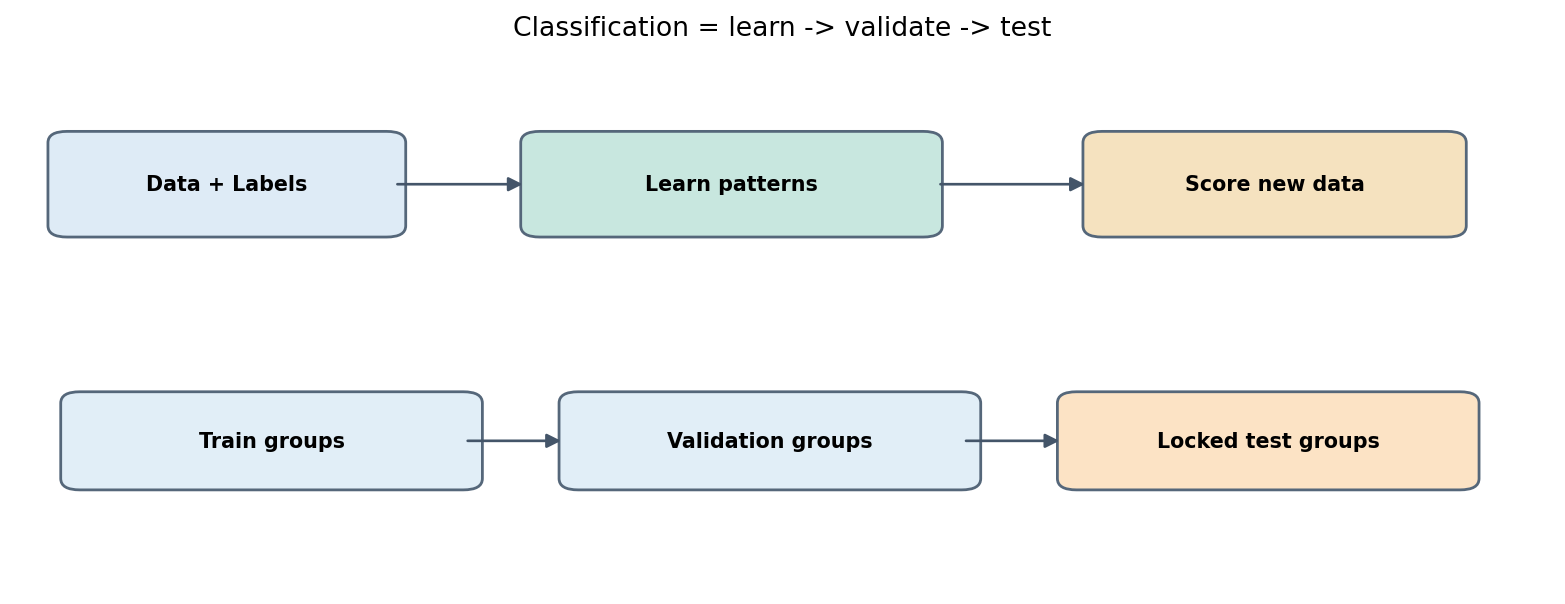 Classification = learn -> validate -> test
Data + Labels
Learn patterns
Score new data
Train groups
Validation groups
Locked test groups